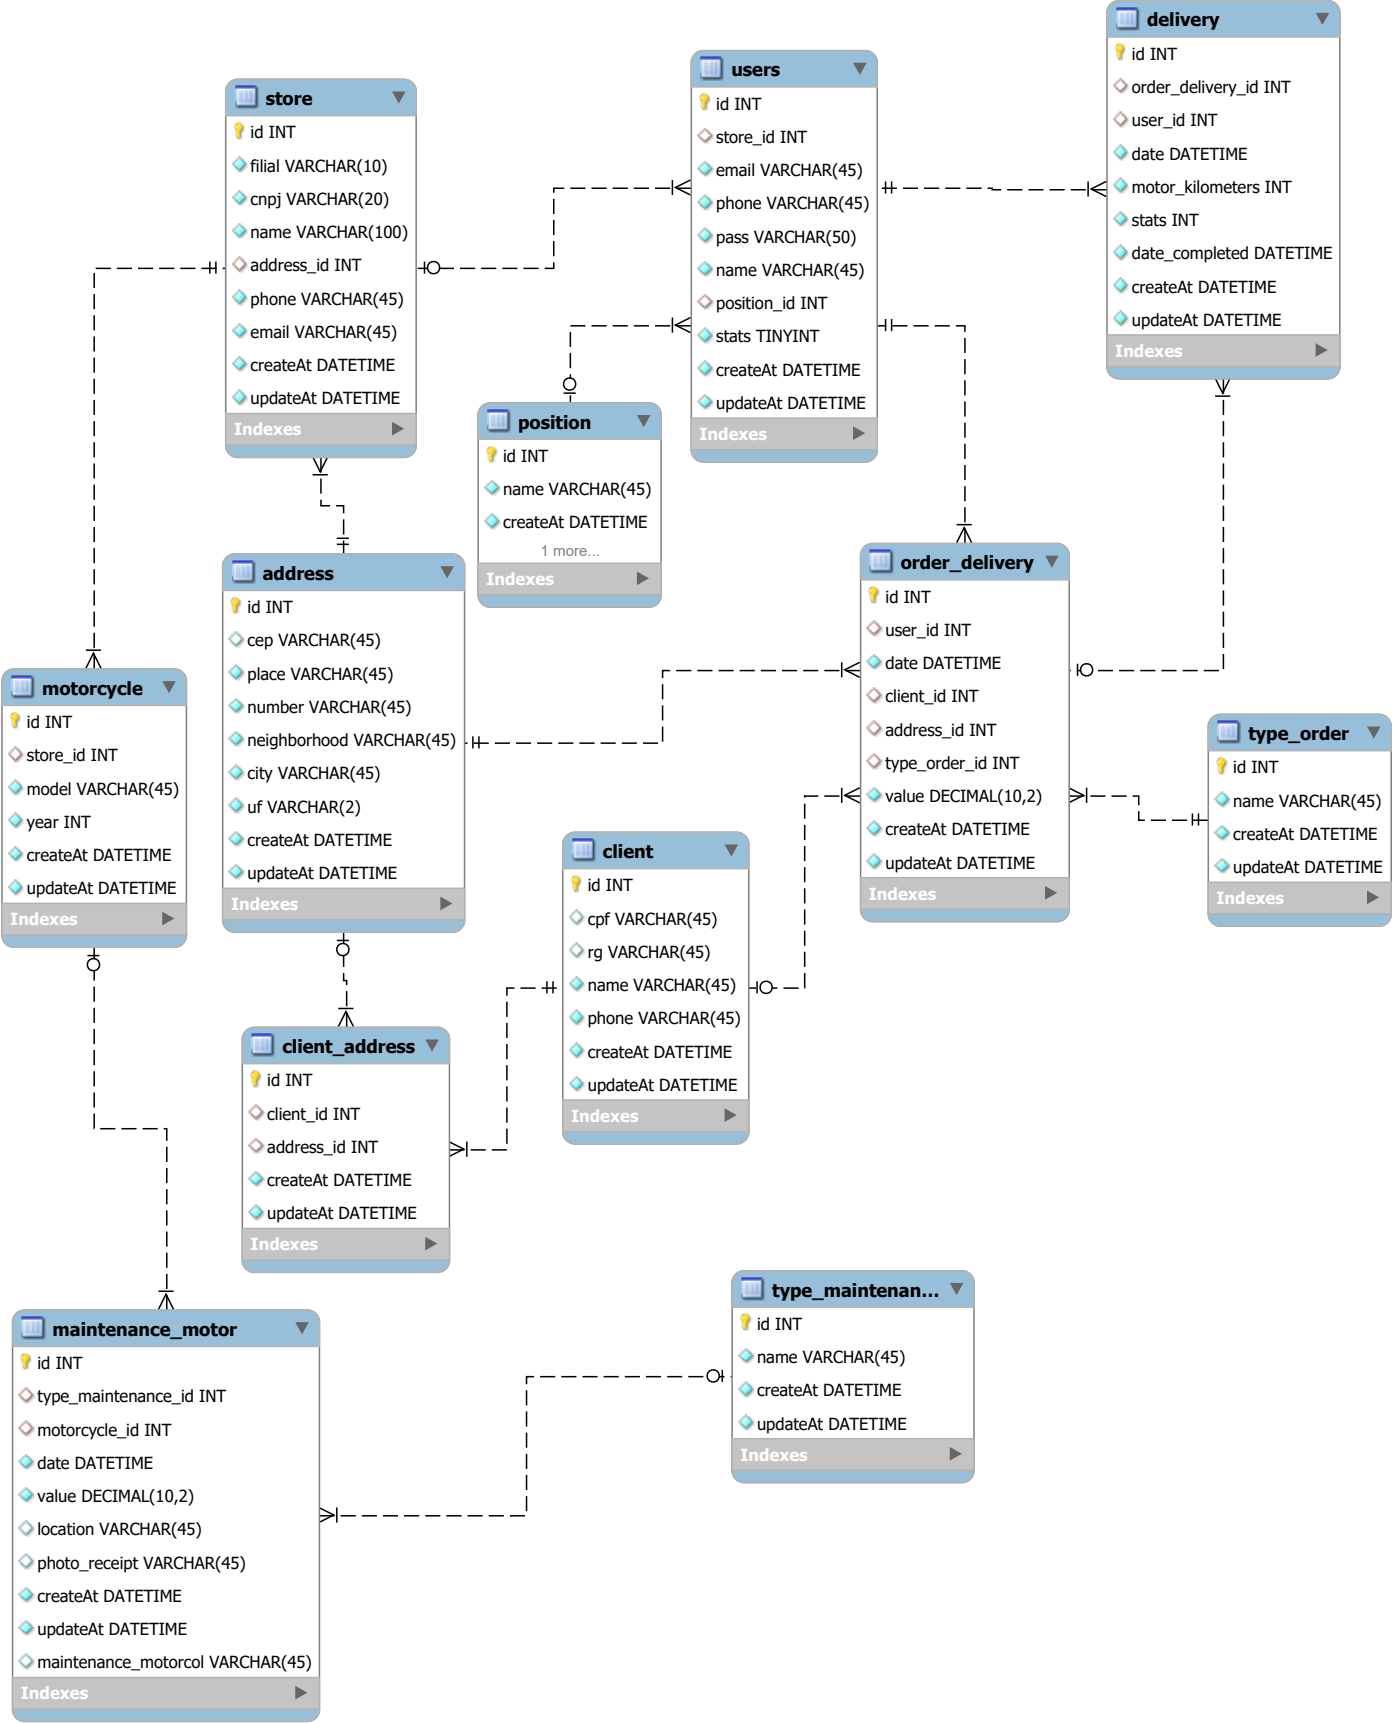 delivery
id INT
order_delivery_id INT
user_id INT
date DATETIME
motor_kilometers INT
stats INT
date_completed DATETIME
createAt DATETIME
updateAt DATETIME
Indexes
users
id INT
store_id INT
email VARCHAR(45)
phone VARCHAR(45)
pass VARCHAR(50)
name VARCHAR(45)
position_id INT
stats TINYINT
createAt DATETIME
updateAt DATETIME
Indexes
store
id INT
filial VARCHAR(10)
cnpj VARCHAR(20)
name VARCHAR(100)
address_id INT
phone VARCHAR(45)
email VARCHAR(45)
createAt DATETIME
updateAt DATETIME
Indexes
position
id INT
name VARCHAR(45)
createAt DATETIME
1 more...
Indexes
address
id INT
cep VARCHAR(45)
place VARCHAR(45)
number VARCHAR(45)
neighborhood VARCHAR(45)
city VARCHAR(45)
uf VARCHAR(2)
createAt DATETIME
updateAt DATETIME
Indexes
order_delivery
id INT
user_id INT
date DATETIME
client_id INT
address_id INT
type_order_id INT
value DECIMAL(10,2)
createAt DATETIME
updateAt DATETIME
Indexes
motorcycle
id INT
store_id INT
model VARCHAR(45)
year INT
createAt DATETIME
updateAt DATETIME
Indexes
type_order
id INT
name VARCHAR(45)
createAt DATETIME
updateAt DATETIME
Indexes
client
id INT
cpf VARCHAR(45)
rg VARCHAR(45)
name VARCHAR(45)
phone VARCHAR(45)
createAt DATETIME
updateAt DATETIME
Indexes
client_address
id INT
client_id INT
address_id INT
createAt DATETIME
updateAt DATETIME
Indexes
type_maintenan...
id INT
name VARCHAR(45)
createAt DATETIME
updateAt DATETIME
Indexes
maintenance_motor
id INT
type_maintenance_id INT
motorcycle_id INT
date DATETIME
value DECIMAL(10,2)
location VARCHAR(45)
photo_receipt VARCHAR(45)
createAt DATETIME
updateAt DATETIME
maintenance_motorcol VARCHAR(45)
Indexes